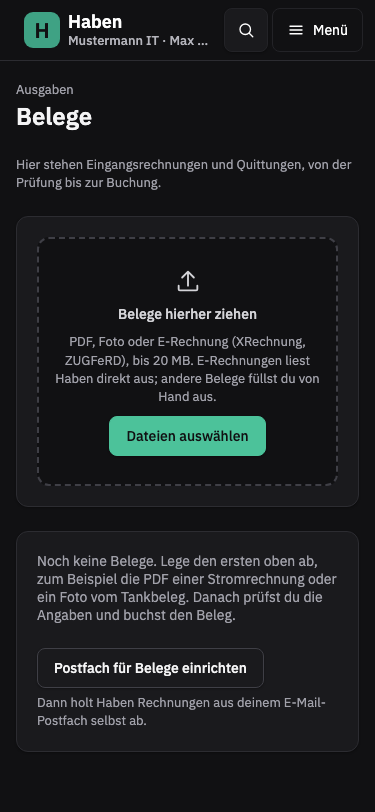 H
Haben
Mustermann IT · Max ...
Menü
Ausgaben
Belege
Hier stehen Eingangsrechnungen und Quittungen, von der
Prüfung bis zur Buchung.
Belege hierher ziehen
PDF, Foto oder E-Rechnung (XRechnung,
ZUGFeRD), bis 20 MB. E-Rechnungen liest
Haben direkt aus; andere Belege füllst du von
Hand aus.
Dateien auswählen
Noch keine Belege. Lege den ersten oben ab,
zum Beispiel die PDF einer Stromrechnung oder
ein Foto vom Tankbeleg. Danach prüfst du die
Angaben und buchst den Beleg.
Postfach für Belege einrichten
Dann holt Haben Rechnungen aus deinem E-Mail-
Postfach selbst ab.